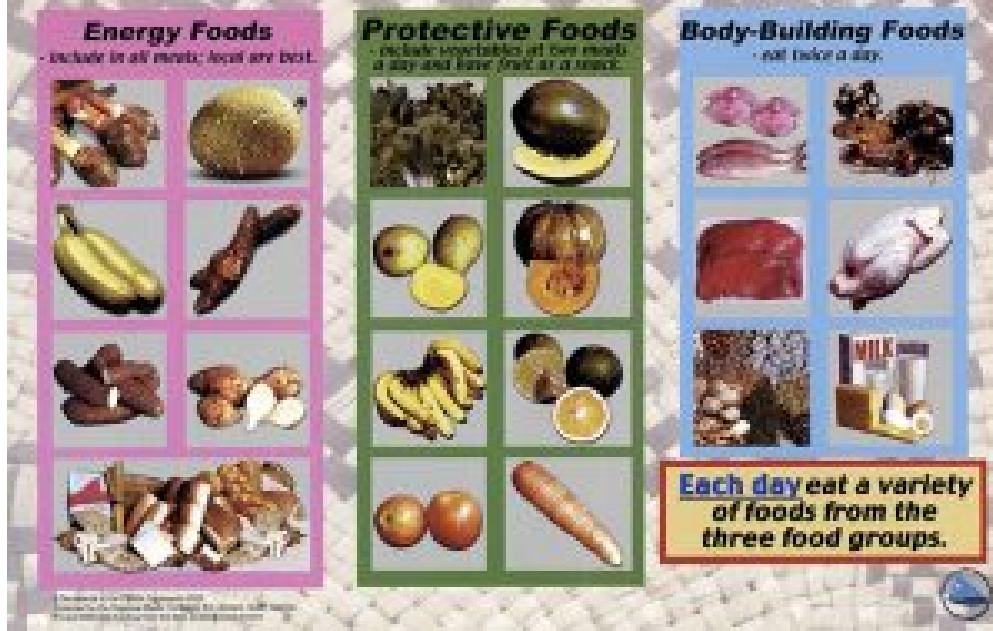 Energy Foods
- include in all meals; local are best.
Protective Foods
- include vegetables at two meals
a day and have fruit as a snack.
Body-Building Foods
- eat twice a day.
MILK
Each day eat a variety
of foods from the
three food groups.